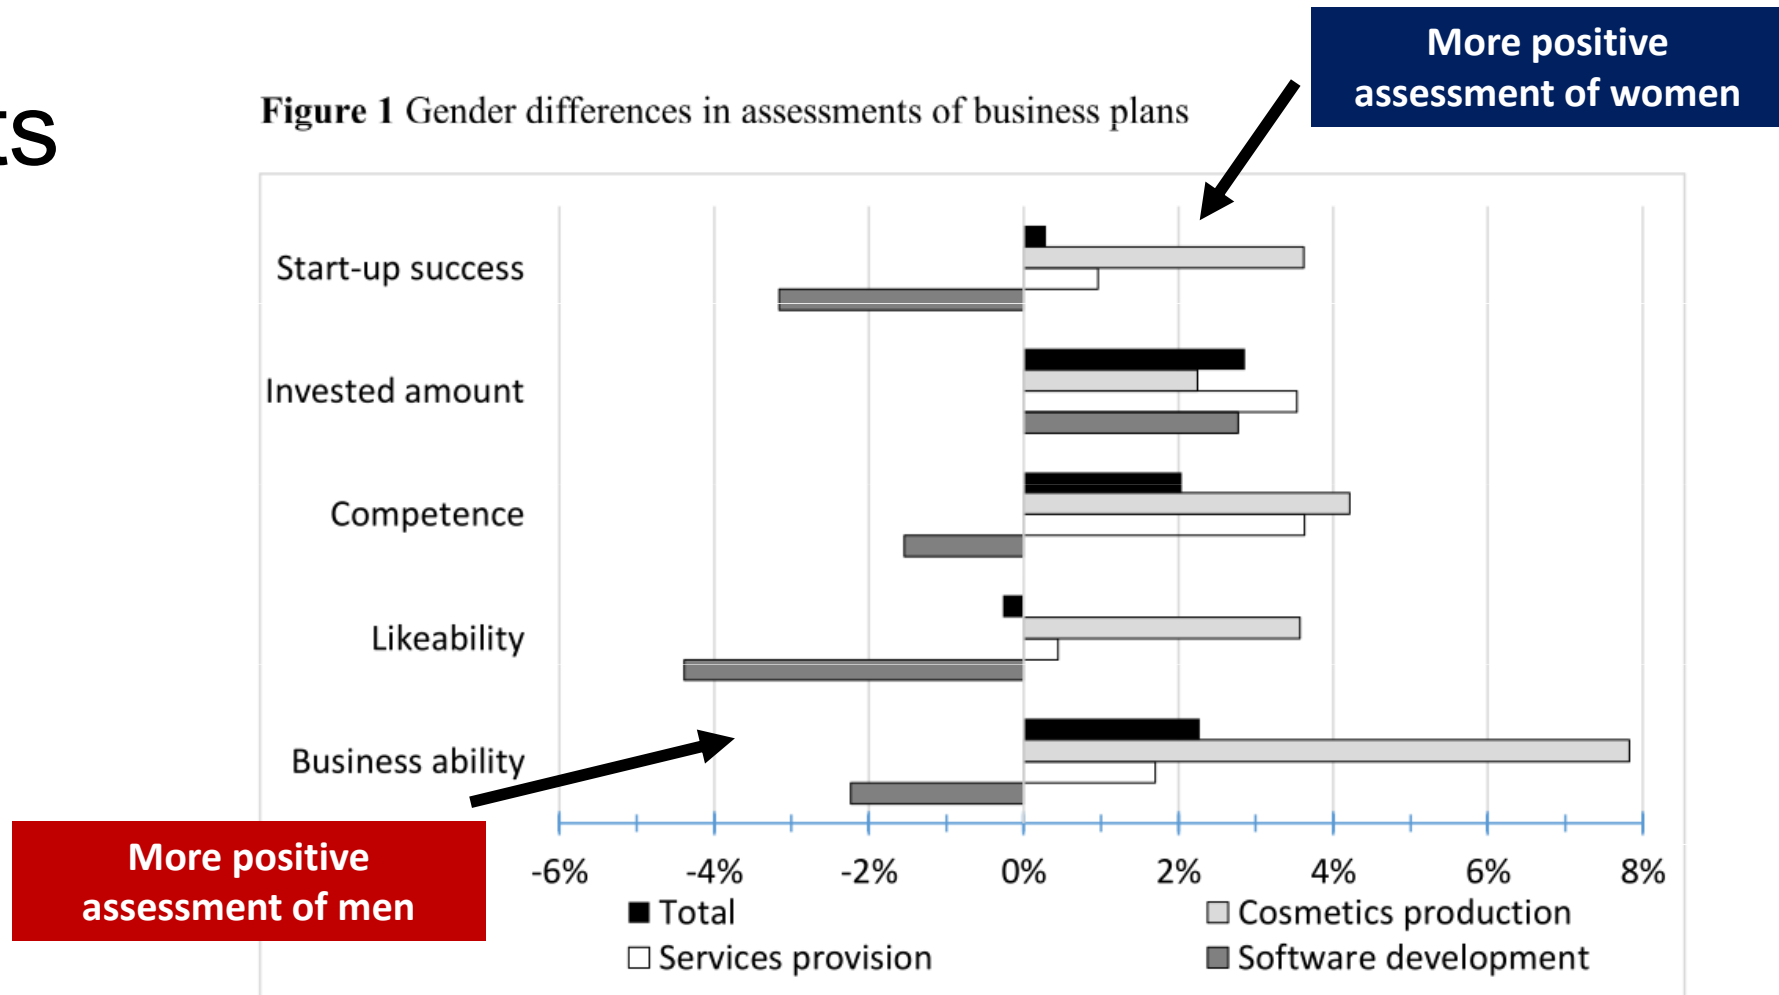 More positive
assessment of women
ts
Figure 1 Gender differences in assessments of business plans
Start-up success
Invested amount
Competence
Likeability
Business ability
More positive
assessment of men
-6% -4% -2% 0% 2% 4% 6% 8%
Total Cosmetics production
Services provision Software development